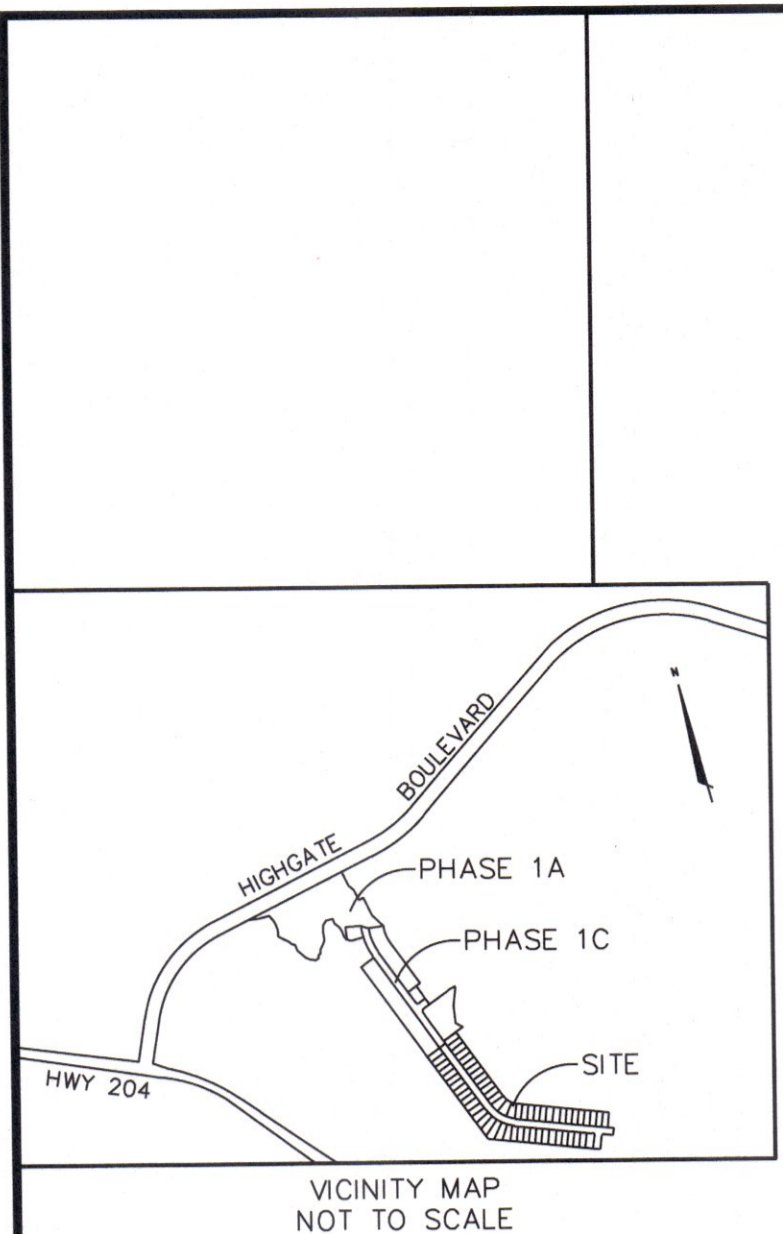 N
HIGHGATE BOULEVARD
PHASE 1A
PHASE 1C
SITE
HWY 204
VICINITY MAP
NOT TO SCALE